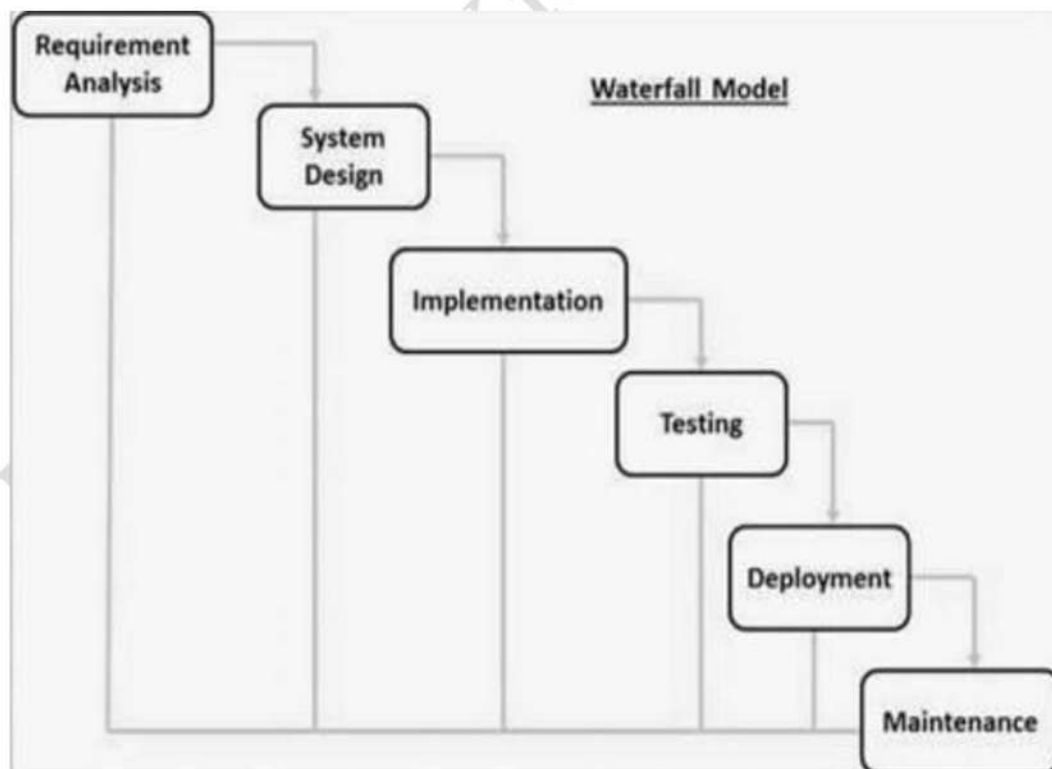 Requirement
Analysis
Waterfall Model
System
Design
Implementation
Testing
Deployment
Maintenance